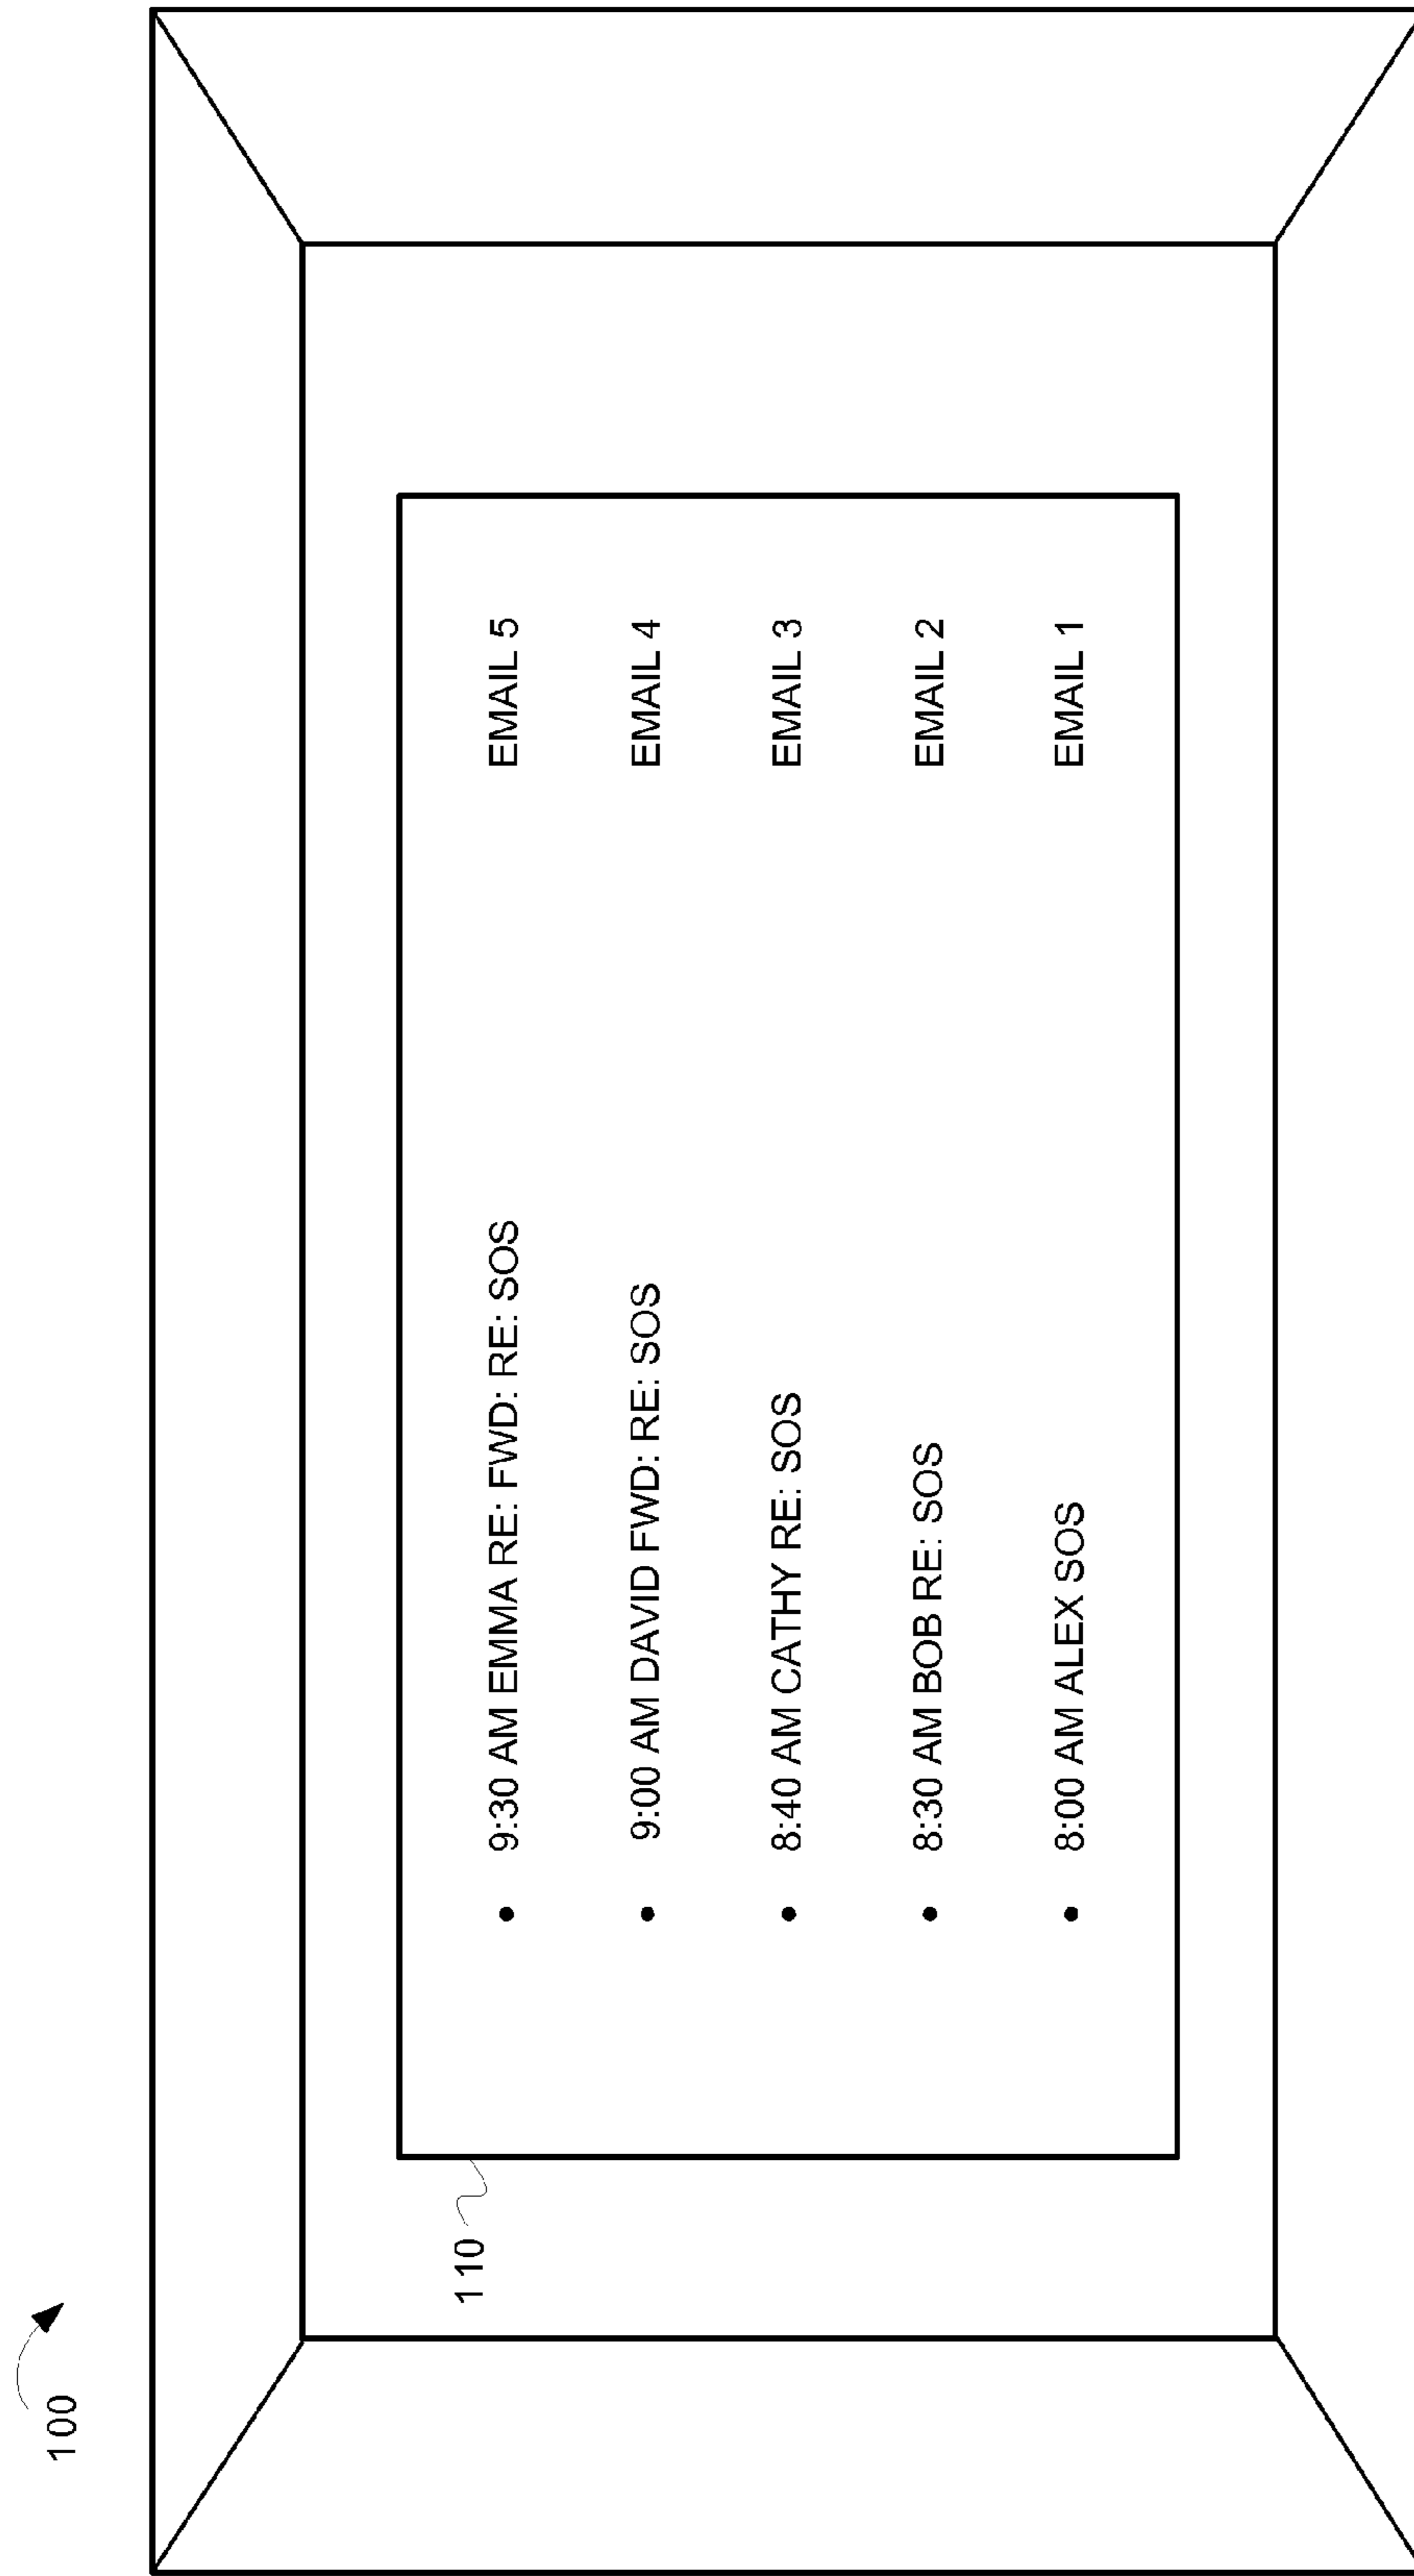 100
110
• 9:30 AM EMMA RE: FWD: RE: SOS EMAIL 5
• 9:00 AM DAVID FWD: RE: SOS EMAIL 4
• 8:40 AM CATHY RE: SOS EMAIL 3
• 8:30 AM BOB RE: SOS EMAIL 2
• 8:00 AM ALEX SOS EMAIL 1